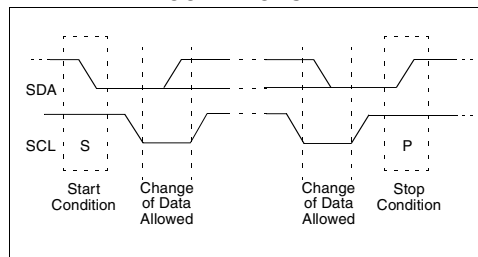 SDA
SCL
S
P
Start
Condition
Change
of Data
Allowed
Change
of Data
Allowed
Stop
Condition